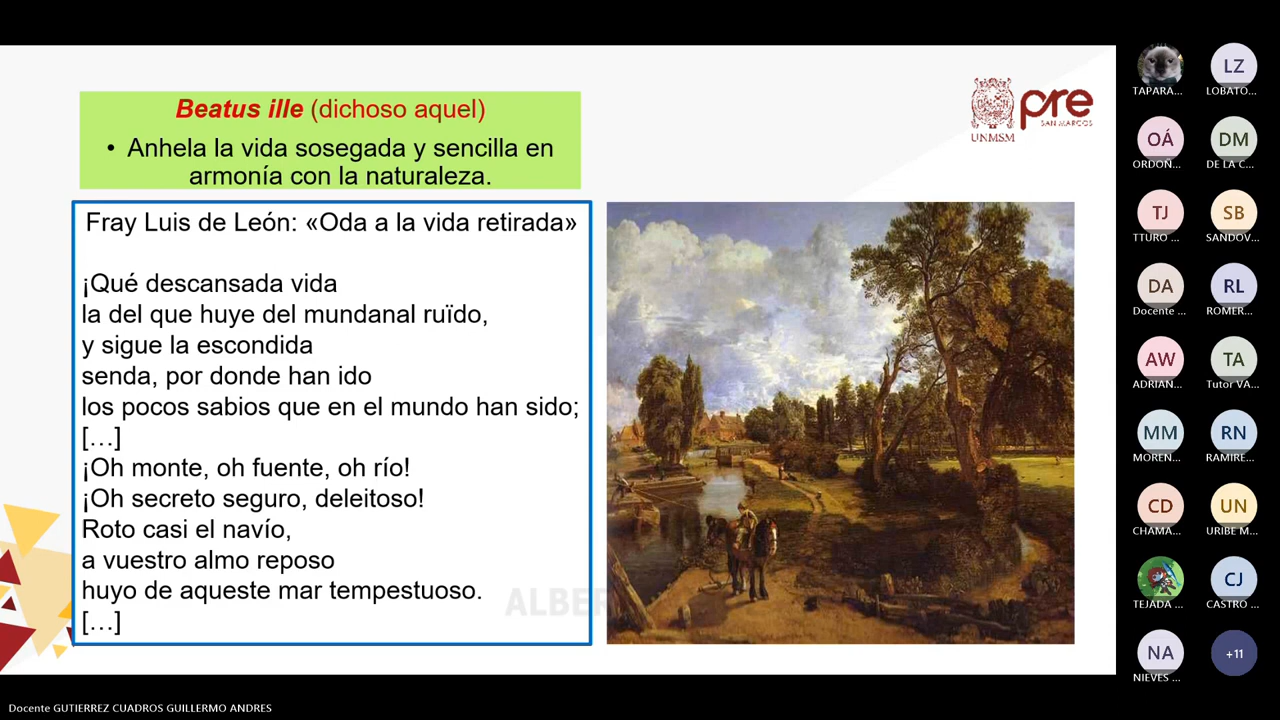 Beatus ille (dichoso aquel)
• Anhela la vida sosegada y sencilla en
armonía con la naturaleza.
UNMSM
pre
SAN MARCOS
Fray Luis de León: «Oda a la vida retirada»
¡Qué descansada vida
la del que huye del mundanal ruïdo,
y sigue la escondida
senda, por donde han ido
los pocos sabios que en el mundo han sido;
[…]
¡Oh monte, oh fuente, oh río!
¡Oh secreto seguro, deleitoso!
Roto casi el navío,
a vuestro almo reposo
huyo de aqueste mar tempestuoso.
[…]
TAPARA...
LZ
LOBATO...
OÁ
ORDOÑ...
DM
DE LA C...
TJ
TTURO ...
SB
SANDOV...
DA
Docente ...
RL
ROMER...
AW
ADRIAN...
TA
Tutor VA...
MM
MOREN...
RN
RAMIRE...
CD
CHAMA...
UN
URIBE M...
TEJADA ...
CJ
CASTRO ...
NA
NIEVES ...
+11
Docente GUTIERREZ CUADROS GUILLERMO ANDRES